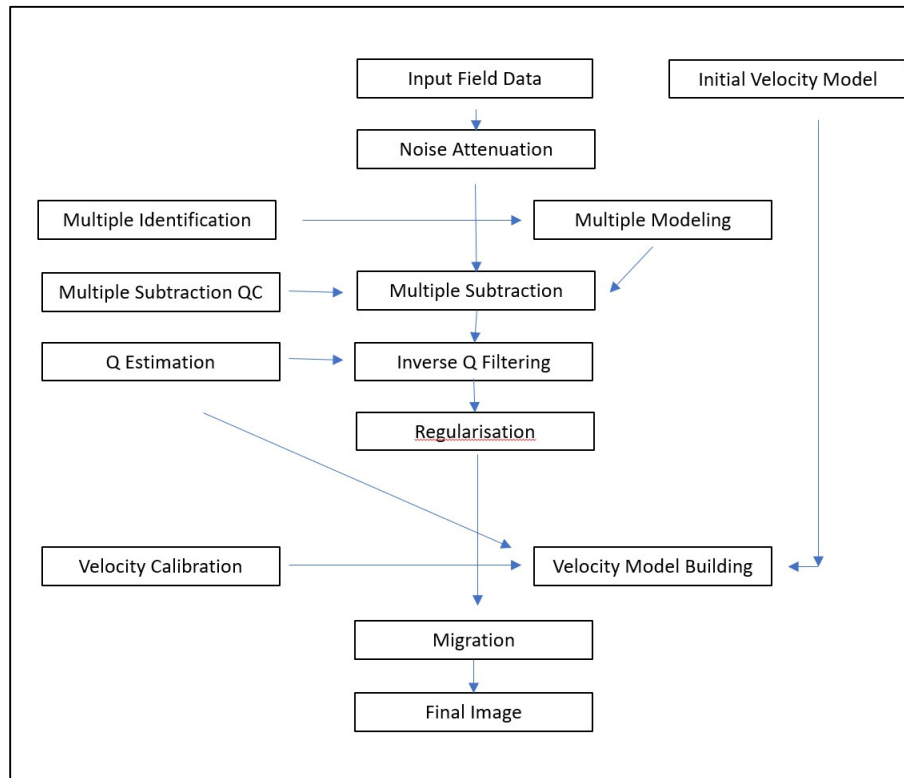 Input Field Data
Initial Velocity Model
Noise Attenuation
Multiple Identification
Multiple Modeling
Multiple Subtraction QC
Multiple Subtraction
Q Estimation
Inverse Q Filtering
Regularisation
Velocity Calibration
Velocity Model Building
Migration
Final Image